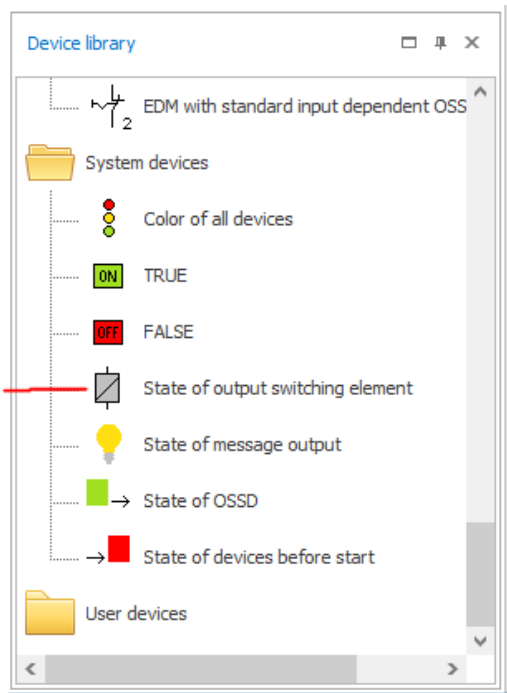 Device library
2
EDM with standard input dependent OSS
System devices
Color of all devices
ON
TRUE
OFF
FALSE
State of output switching element
State of message output
State of OSSD
State of devices before start
User devices